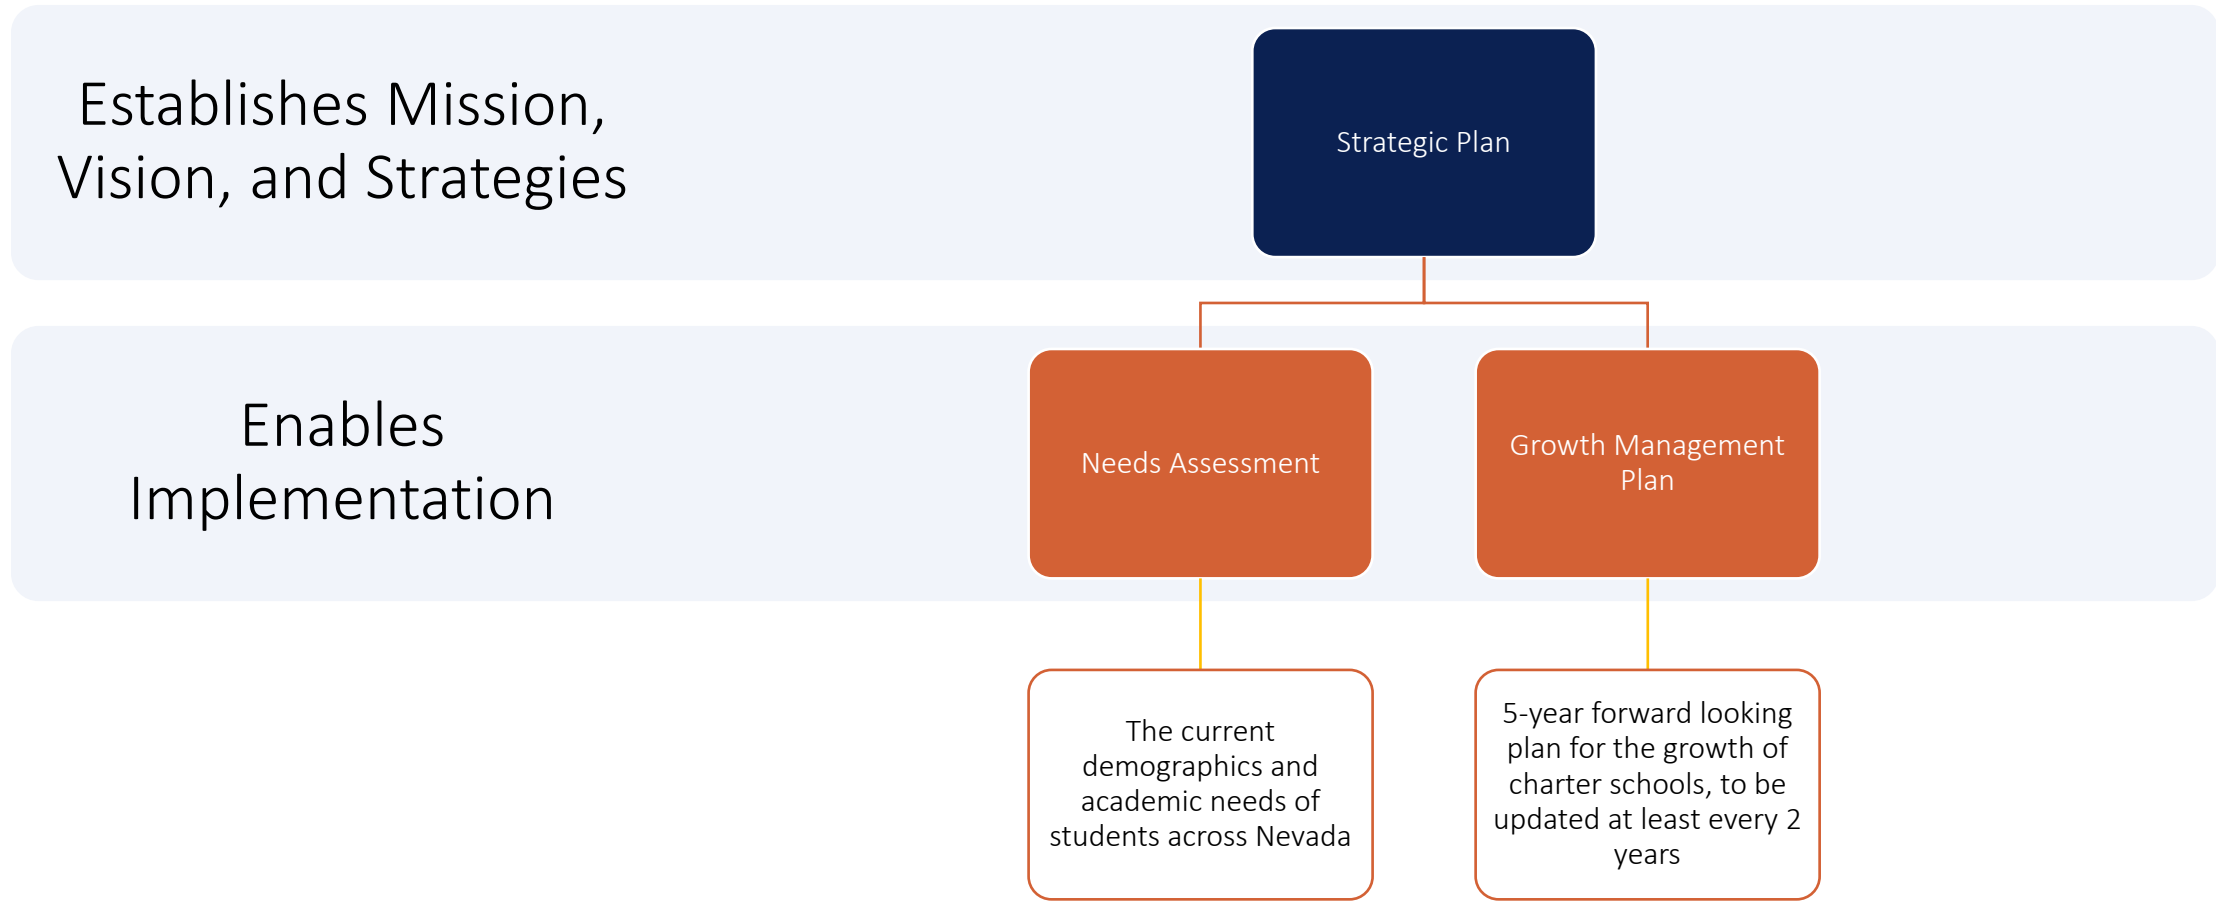 Establishes Mission,
Vision, and Strategies
Strategic Plan
Enables
Implementation
Needs Assessment
Growth Management
Plan
The current
demographics and
academic needs of
students across Nevada
5-year forward looking
plan for the growth of
charter schools, to be
updated at least every 2
years